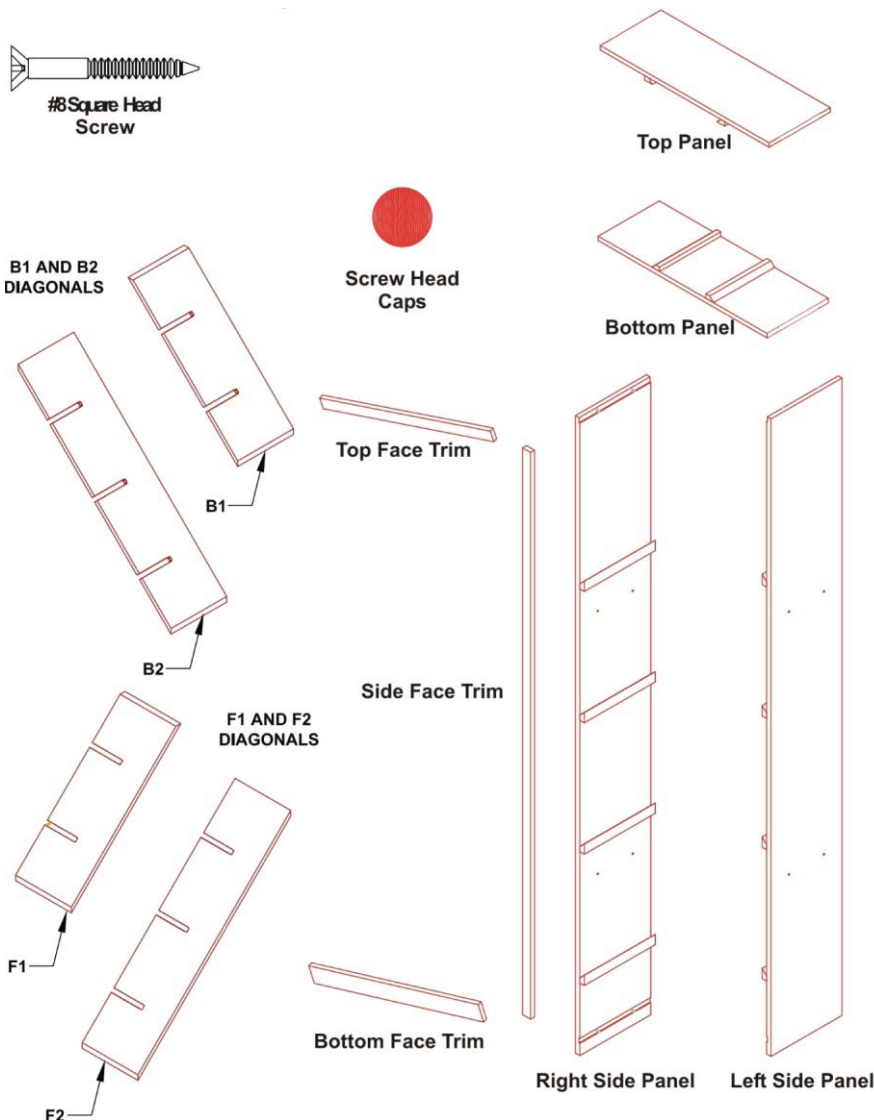 #8 Square Head
Screw
Top Panel
Screw Head
Caps
B1 AND B2
DIAGONALS
Bottom Panel
Top Face Trim
B1
B2
Side Face Trim
F1 AND F2
DIAGONALS
F1
Bottom Face Trim
Right Side Panel
Left Side Panel
F2